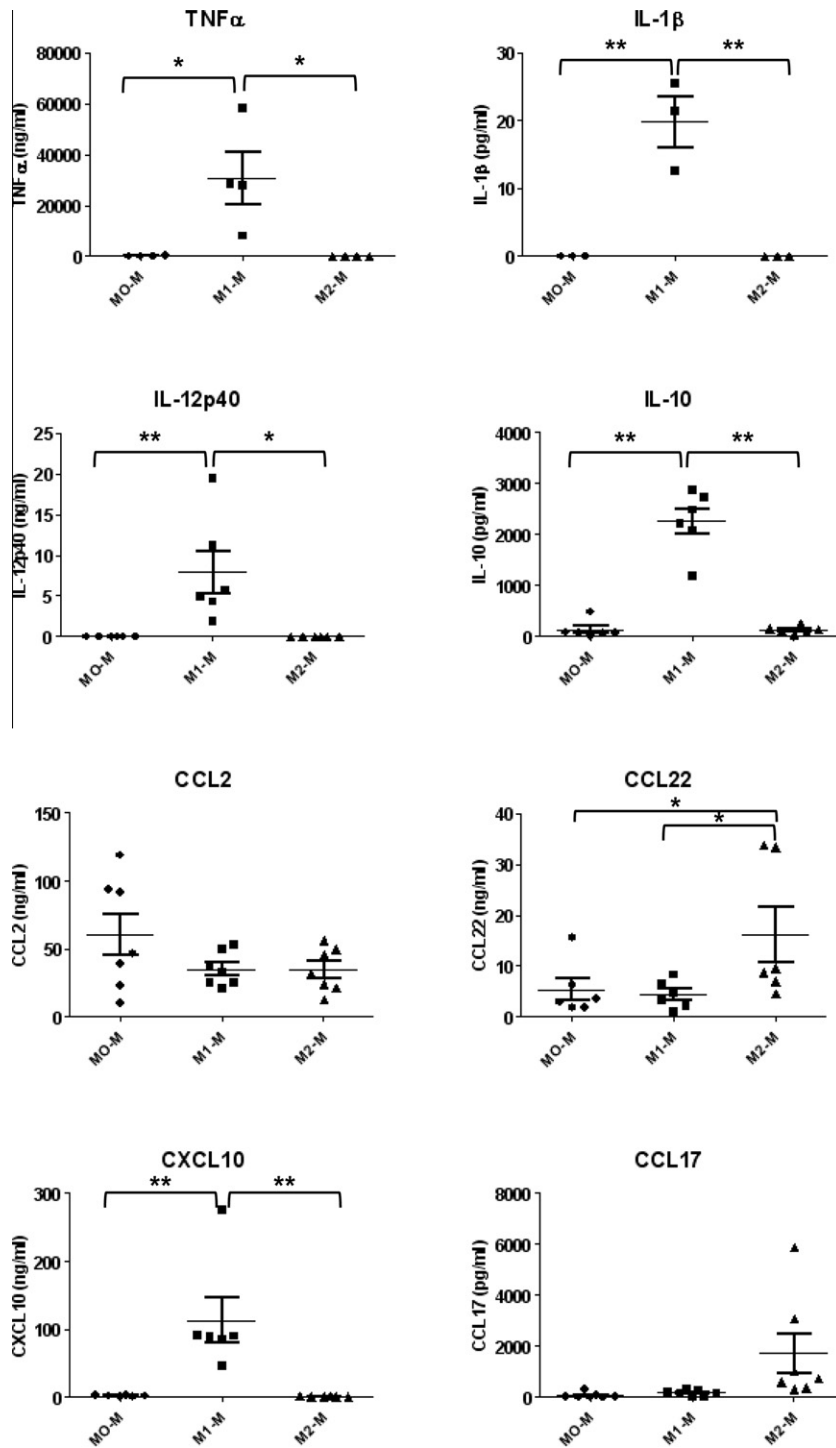 TNFα
TNFα (ng/ml)
80000
60000
40000
20000
0
* *
MO-M M1-M M2-M
IL-1β
IL-1β (pg/ml)
30
20
10
0
** **
MO-M M1-M M2-M
IL-12p40
IL-12p40 (ng/ml)
25
20
15
10
5
0
** *
MO-M M1-M M2-M
IL-10
IL-10 (pg/ml)
4000
3000
2000
1000
0
** **
MO-M M1-M M2-M
CCL2
CCL2 (ng/ml)
150
100
50
0
MO-M M1-M M2-M
CCL22
CCL22 (ng/ml)
40
30
20
10
0
*
*
MO-M M1-M M2-M
CXCL10
CXCL10 (ng/ml)
300
200
100
0
** **
MO-M M1-M M2-M
CCL17
CCL17 (pg/ml)
8000
6000
4000
2000
0
MO-M M1-M M2-M